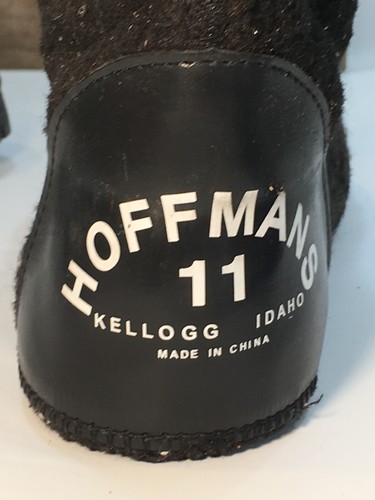 HOFFMANS
11
KELLOGG IDAHO
MADE IN CHINA